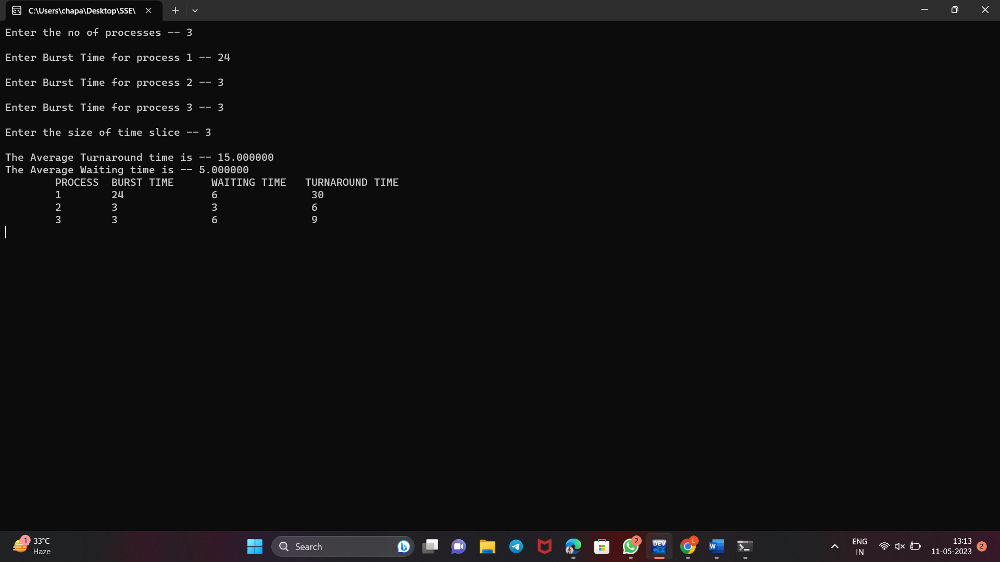 C:\Users\chapa\Desktop\SSE\
Enter the no of processes -- 3
Enter Burst Time for process 1 -- 24
Enter Burst Time for process 2 -- 3
Enter Burst Time for process 3 -- 3
Enter the size of time slice -- 3
The Average Turnaround time is -- 15.000000
The Average Waiting time is -- 5.000000
PROCESS BURST TIME WAITING TIME TURNAROUND TIME
1 24 6 30
2 3 3 6
3 3 6 9
1 33°C
Haze
Search
2
DEV
C++
L
W
ENG
IN
13:13
11-05-2023
2